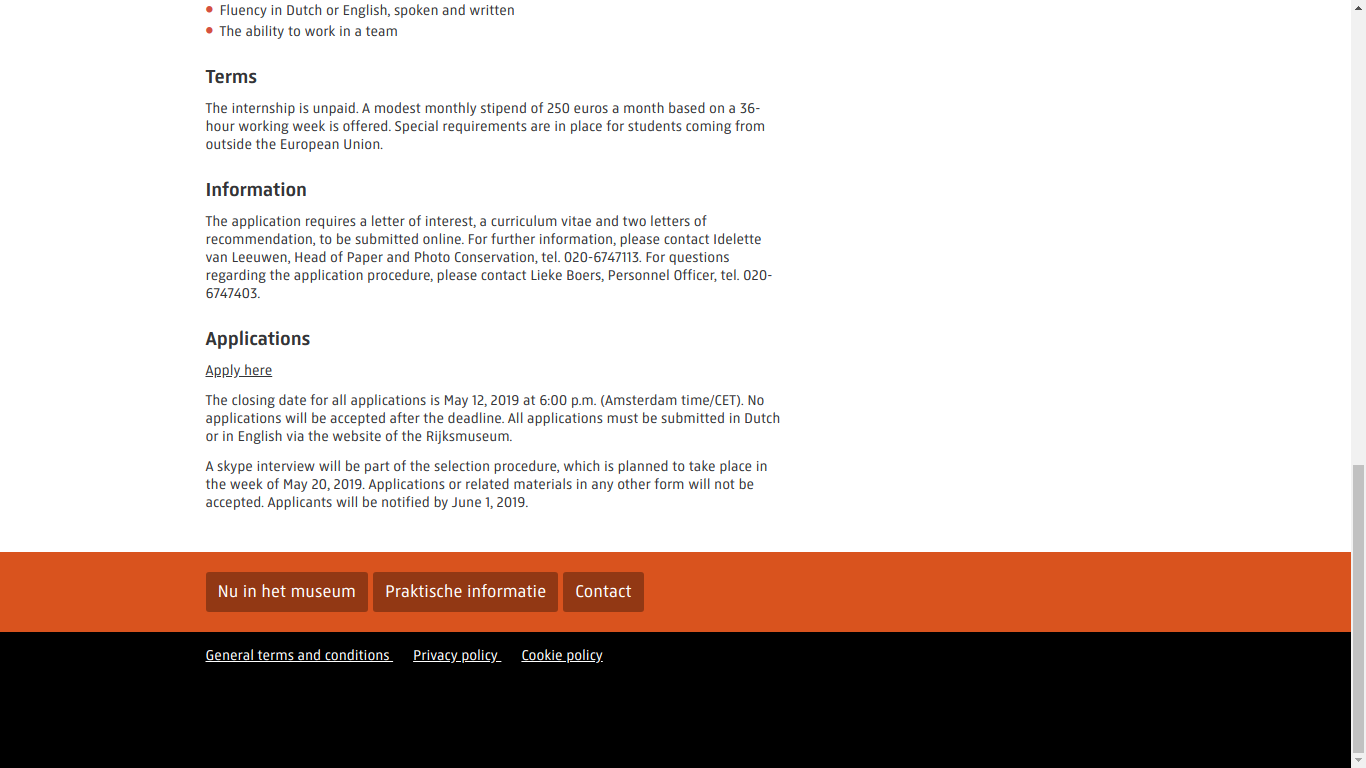 Fluency in Dutch or English, spoken and written
The ability to work in a team
Terms
The internship is unpaid. A modest monthly stipend of 250 euros a month based on a 36-
hour working week is offered. Special requirements are in place for students coming from
outside the European Union.
Information
The application requires a letter of interest, a curriculum vitae and two letters of
recommendation, to be submitted online. For further information, please contact Idelette
van Leeuwen, Head of Paper and Photo Conservation, tel. 020-6747113. For questions
regarding the application procedure, please contact Lieke Boers, Personnel Officer, tel. 020-
6747403.
Applications
Apply here
The closing date for all applications is May 12, 2019 at 6:00 p.m. (Amsterdam time/CET). No
applications will be accepted after the deadline. All applications must be submitted in Dutch
or in English via the website of the Rijksmuseum.
A skype interview will be part of the selection procedure, which is planned to take place in
the week of May 20, 2019. Applications or related materials in any other form will not be
accepted. Applicants will be notified by June 1, 2019.
Nu in het museum Praktische informatie Contact
General terms and conditions Privacy policy Cookie policy